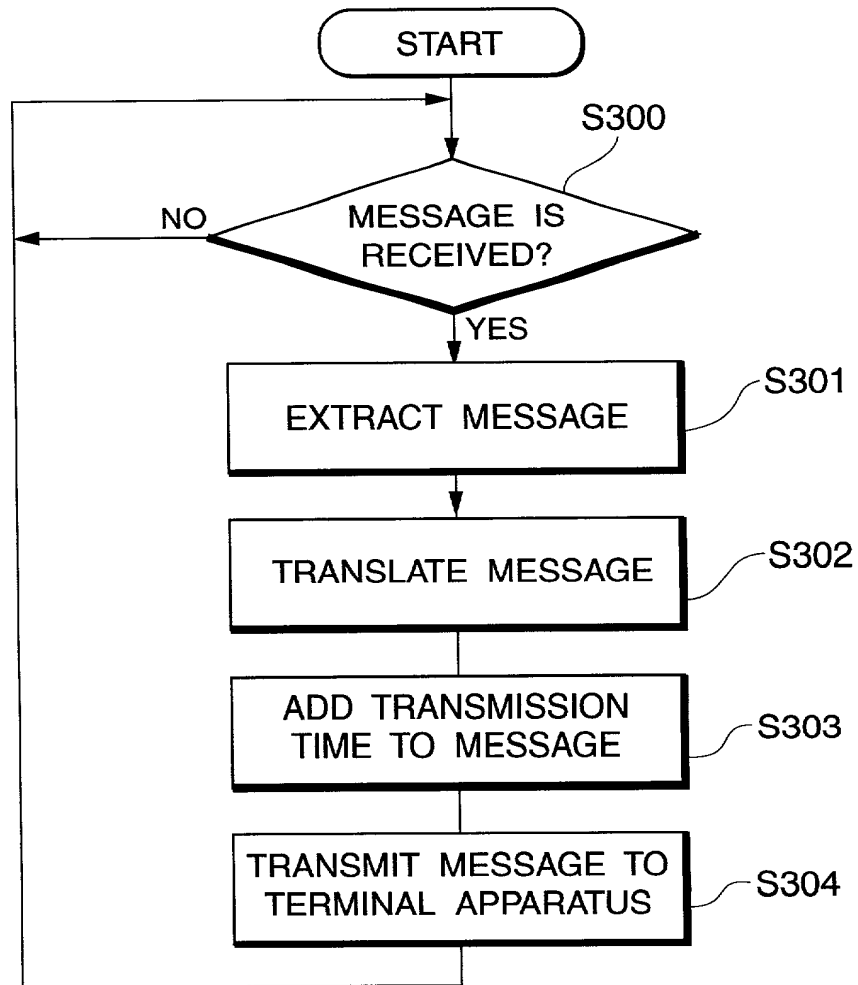 START
S300
MESSAGE IS
RECEIVED?
NO
YES
EXTRACT MESSAGE
S301
TRANSLATE MESSAGE
S302
ADD TRANSMISSION
TIME TO MESSAGE
S303
TRANSMIT MESSAGE TO
TERMINAL APPARATUS
S304